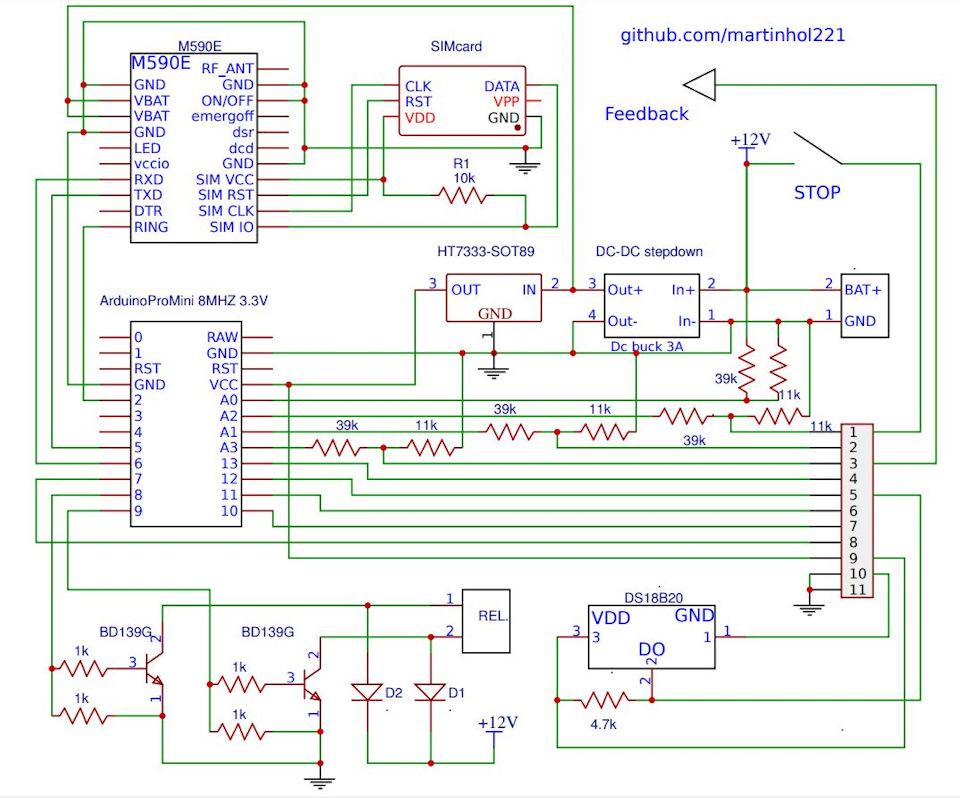 github.com/martinhol221
M590E
M590E
GND
VBAT
VBAT
GND
LED
vccio
RXD
TXD
DTR
RING
RF_ANT
GND
ON/OFF
emergoff
dsr
dcd
GND
SIM VCC
SIM RST
SIM CLK
SIM IO
SIMcard
CLK
RST
VDD
DATA
VPP
GND
R1
10k
Feedback
+12V
STOP
HT7333-SOT89
3
OUT
IN
2
GND
1
DC-DC stepdown
3
Out+
In+
2
4
Out-
In-
1
Dc buck 3A
2
BAT+
1
GND
ArduinoProMini 8MHZ 3.3V
0
1
RST
GND
2
3
4
5
6
7
8
9
RAW
GND
RST
VCC
A0
A2
A1
A3
13
12
11
10
39k
11k
39k
11k
39k
11k
39k
11k
1
2
3
4
5
6
7
8
9
10
11
BD139G
2
3
1
1k
1k
BD139G
2
3
1
1k
1k
1
REL.
2
D2
D1
+12V
DS18B20
VDD
GND
3
3
1
1
DO
2
2
4.7k